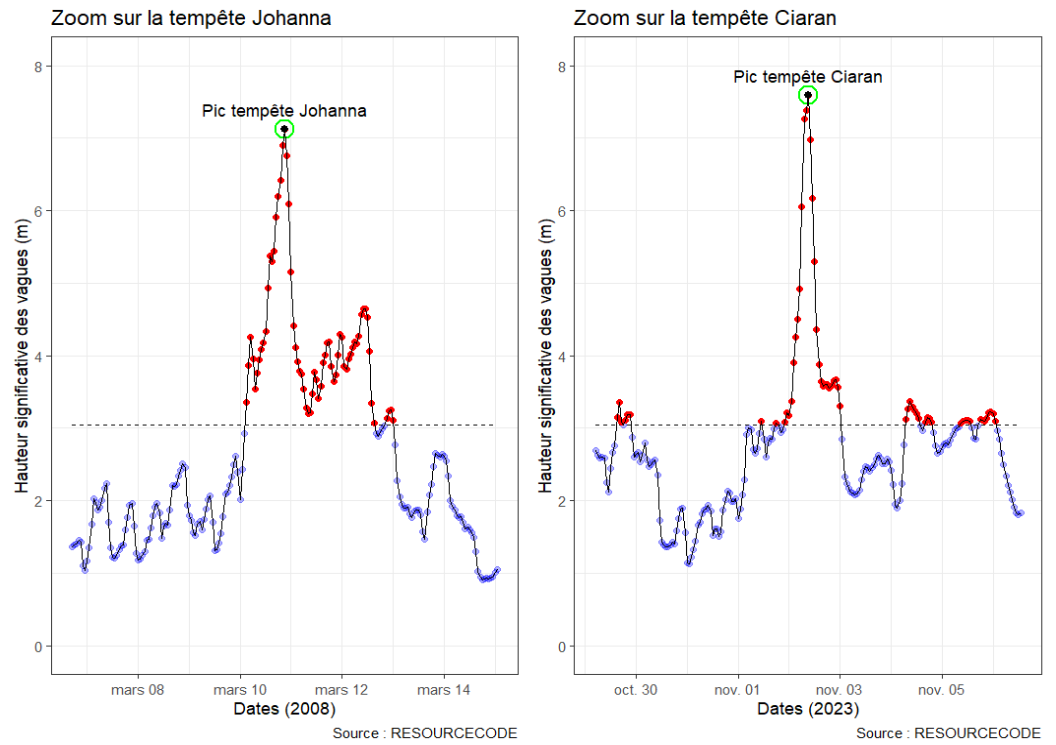 Zoom sur la tempête Johanna
Pic tempête Johanna
Hauteur significative des vagues (m)
8
6
4
2
0
mars 08
mars 10
mars 12
mars 14
Dates (2008)
Source : RESOURCECODE
Zoom sur la tempête Ciaran
Pic tempête Ciaran
Hauteur significative des vagues (m)
8
6
4
2
0
oct. 30
nov. 01
nov. 03
nov. 05
Dates (2023)
Source : RESOURCECODE